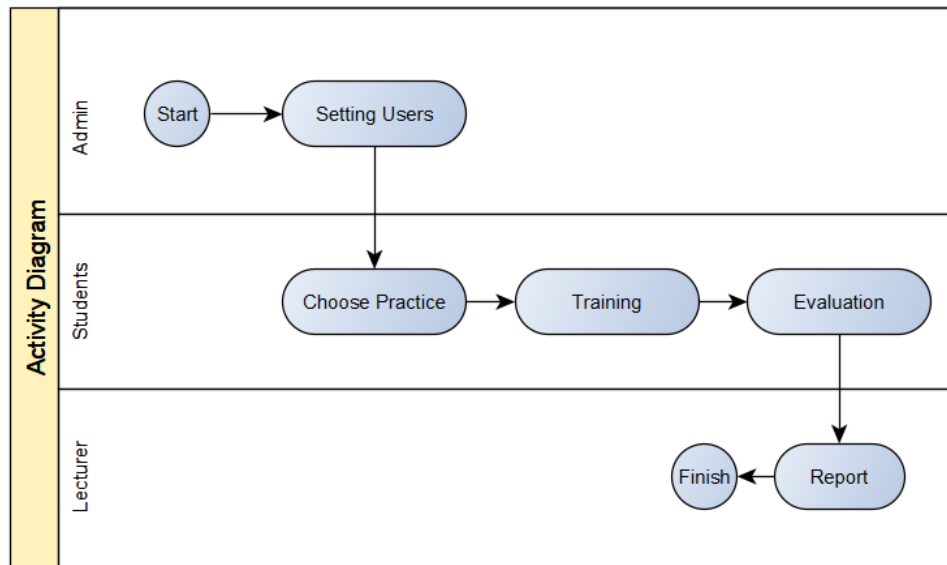 Activity Diagram
Admin
Start
Setting Users
Students
Choose Practice
Training
Evaluation
Lecturer
Finish
Report